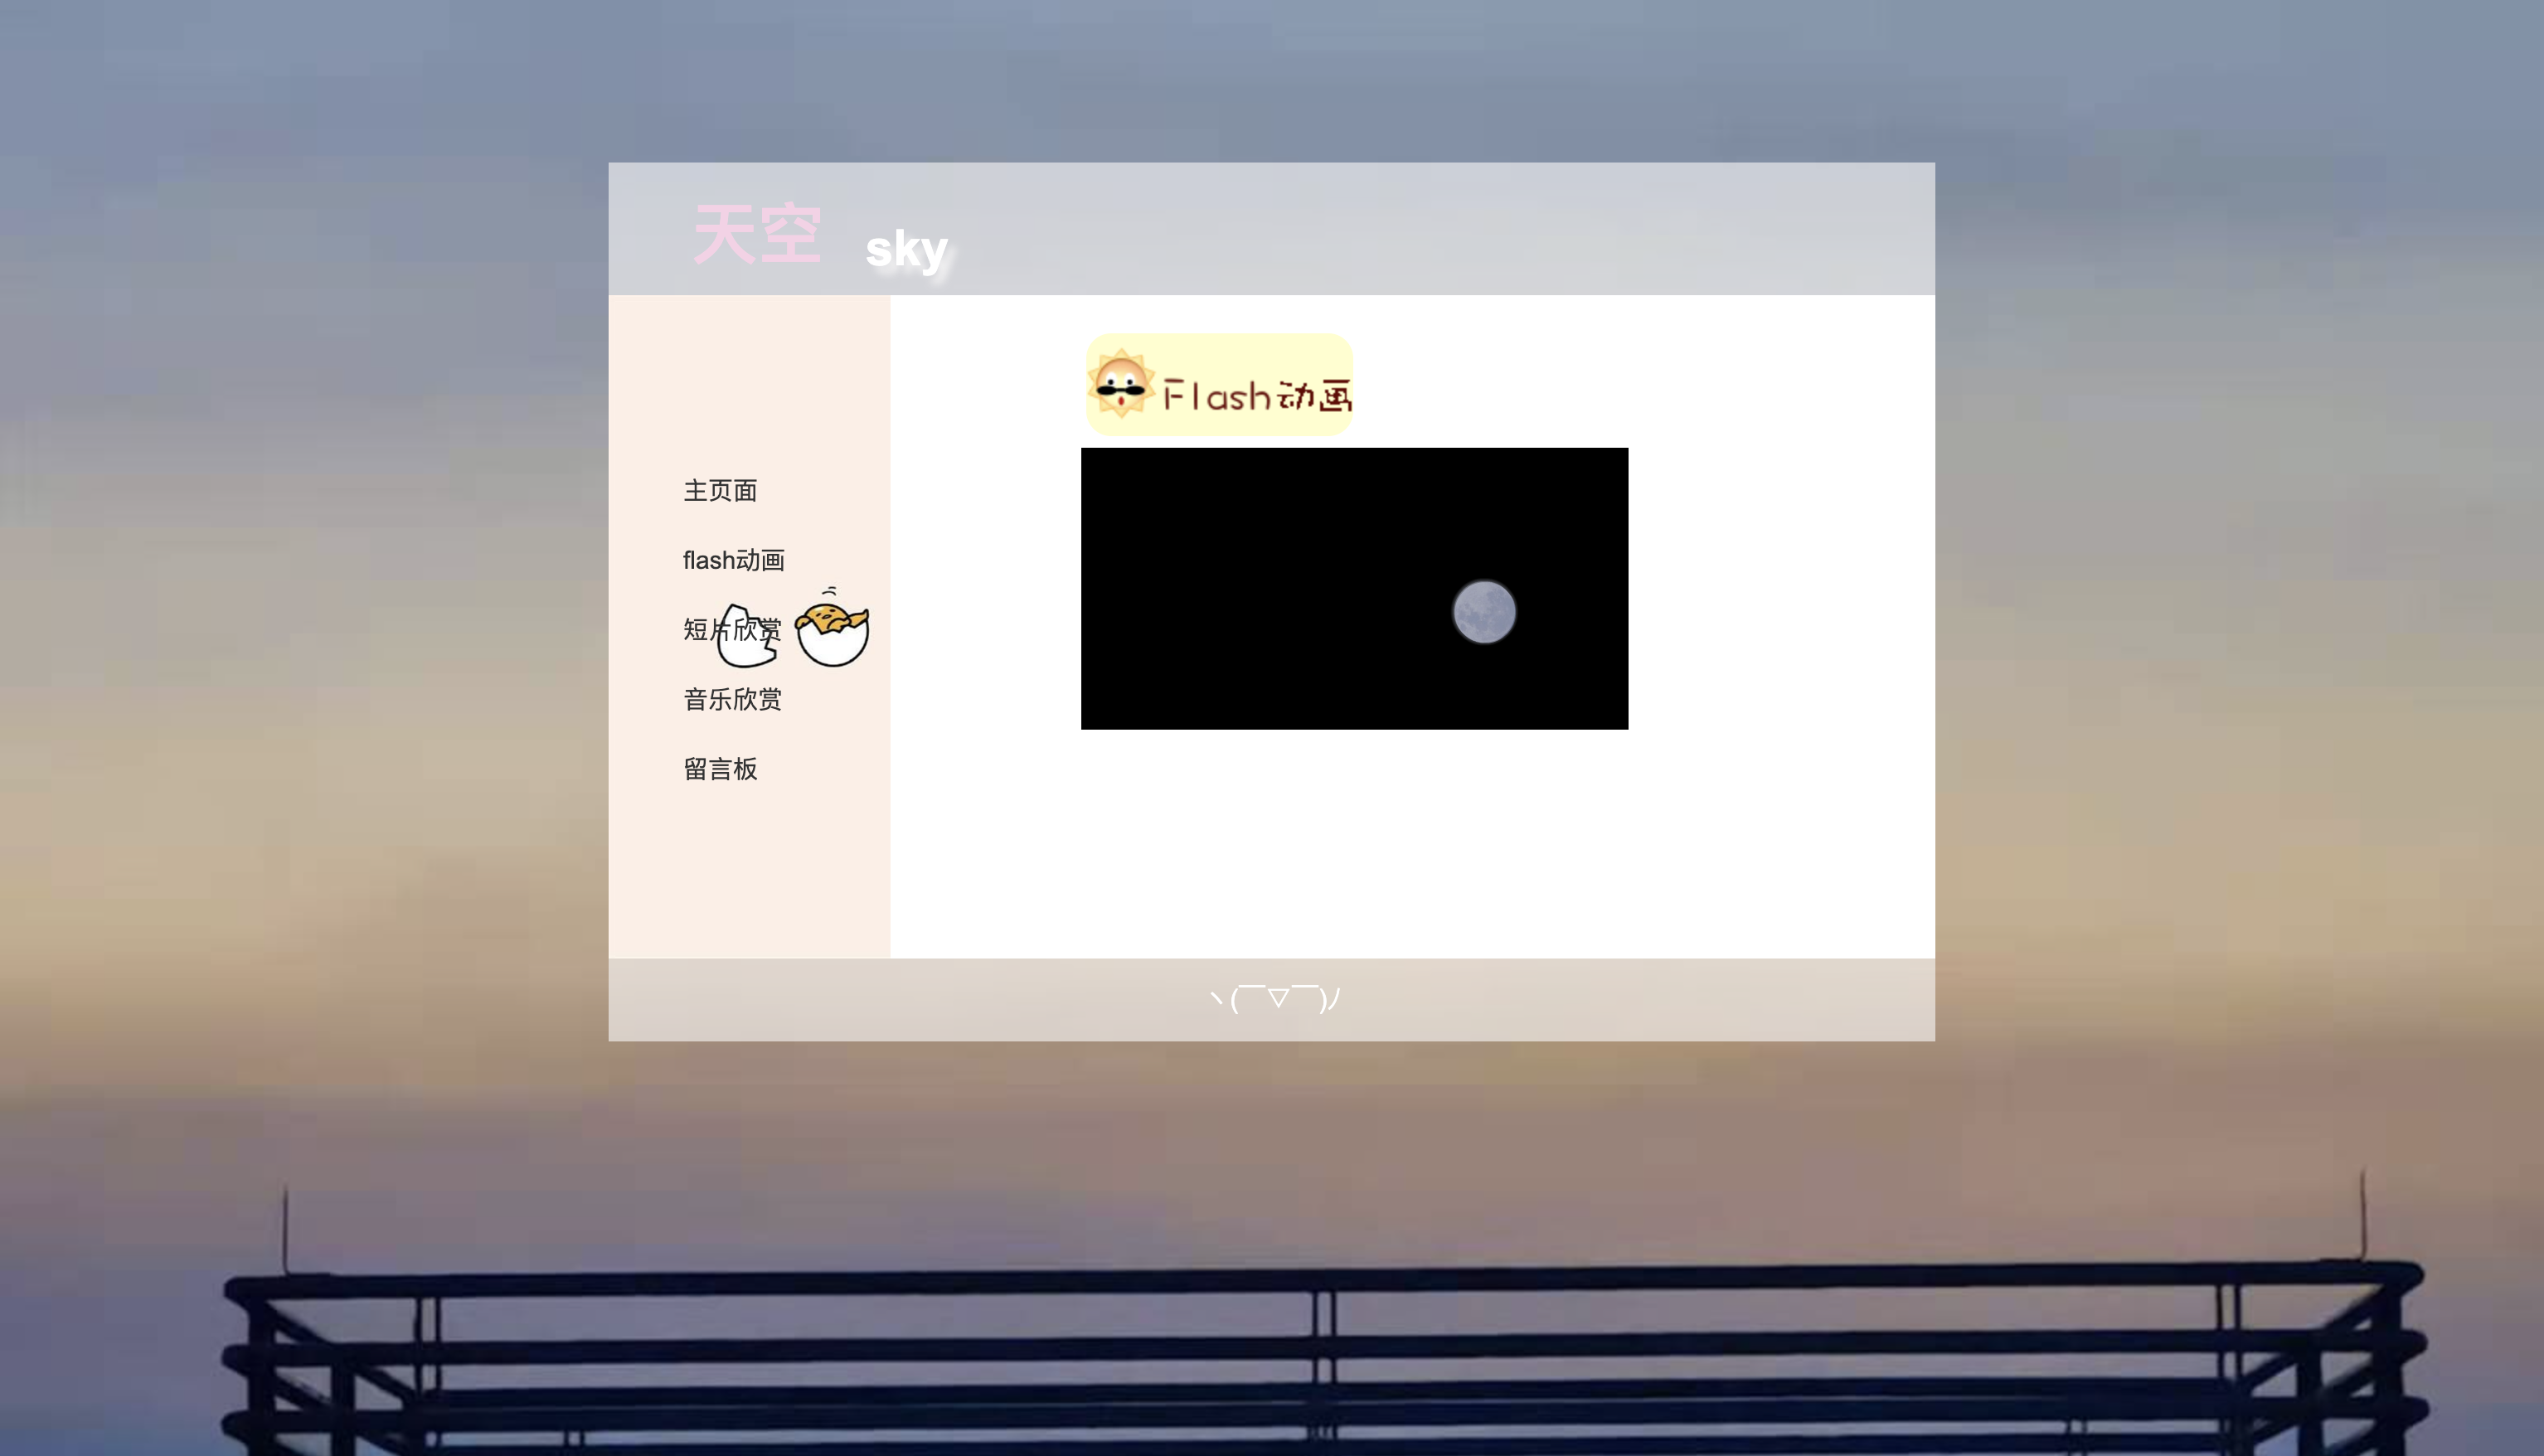 天空 sky
Flash动画
主页面
flash动画
短片欣赏
音乐欣赏
留言板
ヽ(￣▽￣)ﾉ